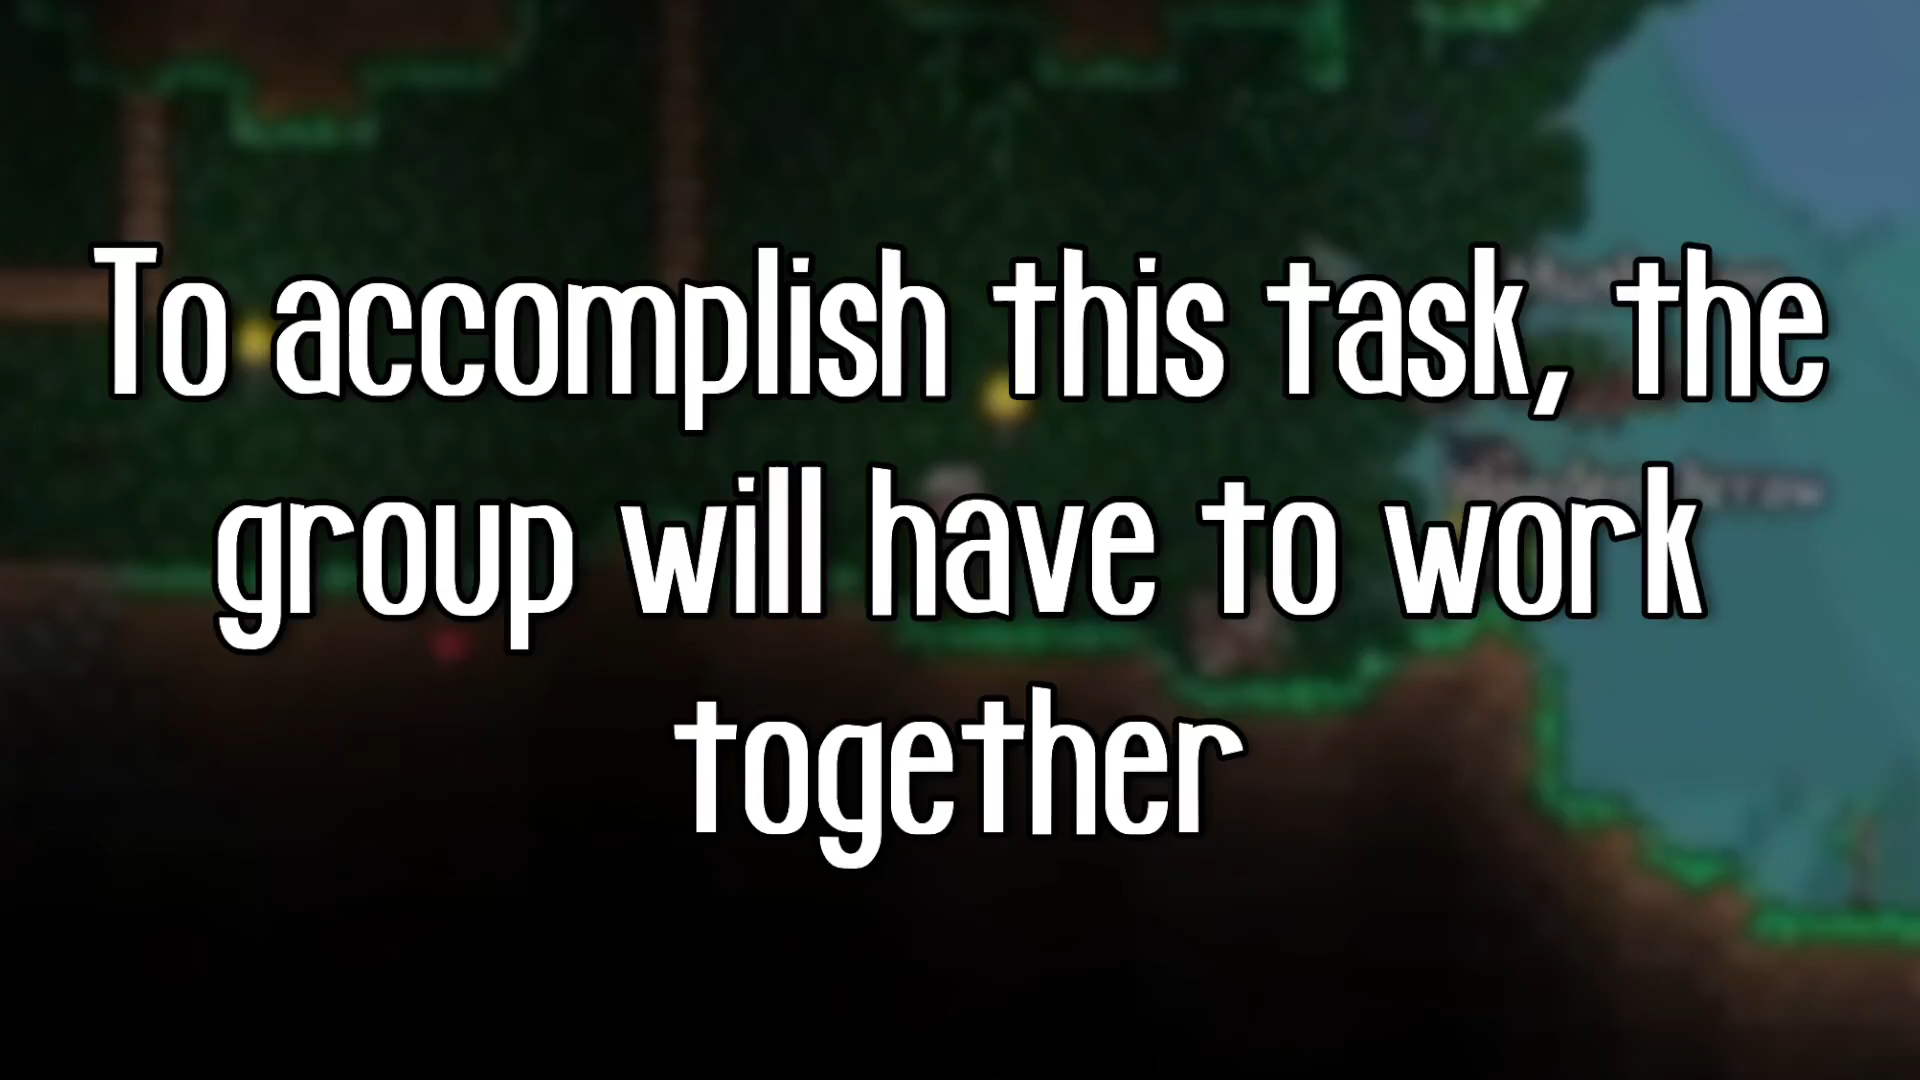 To accomplish this task, the
group will have to work
together